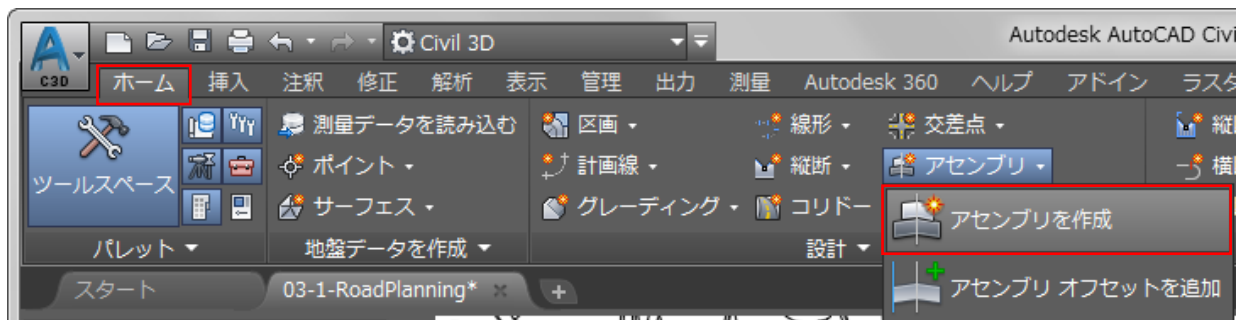 Civil 3D
Autodesk AutoCAD Civi
C3D
ホーム 挿入 注釈 修正 解析 表示 管理 出力 測量 Autodesk 360 ヘルプ アドイン ラスタ
測量データを読み込む 区画 線形 交差点 縦
ツールスペース ポイント 計画線 縦断 アセンブリ 横
サーフェス グレーディング コリドー アセンブリを作成
パレット 地盤データを作成 設計
スタート 03-1-RoadPlanning* アセンブリ オフセットを追加